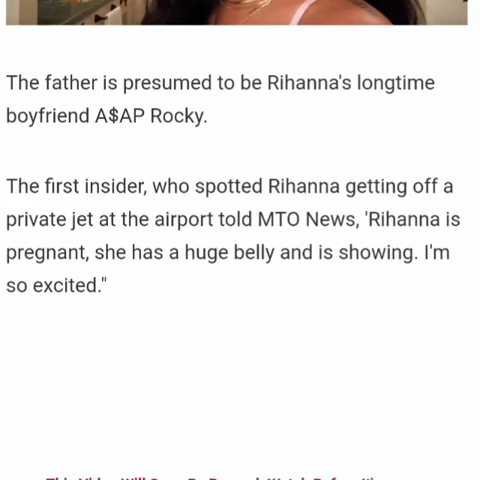 The father is presumed to be Rihanna's longtime
boyfriend A$AP Rocky.
The first insider, who spotted Rihanna getting off a
private jet at the airport told MTO News, 'Rihanna is
pregnant, she has a huge belly and is showing. I'm
so excited."